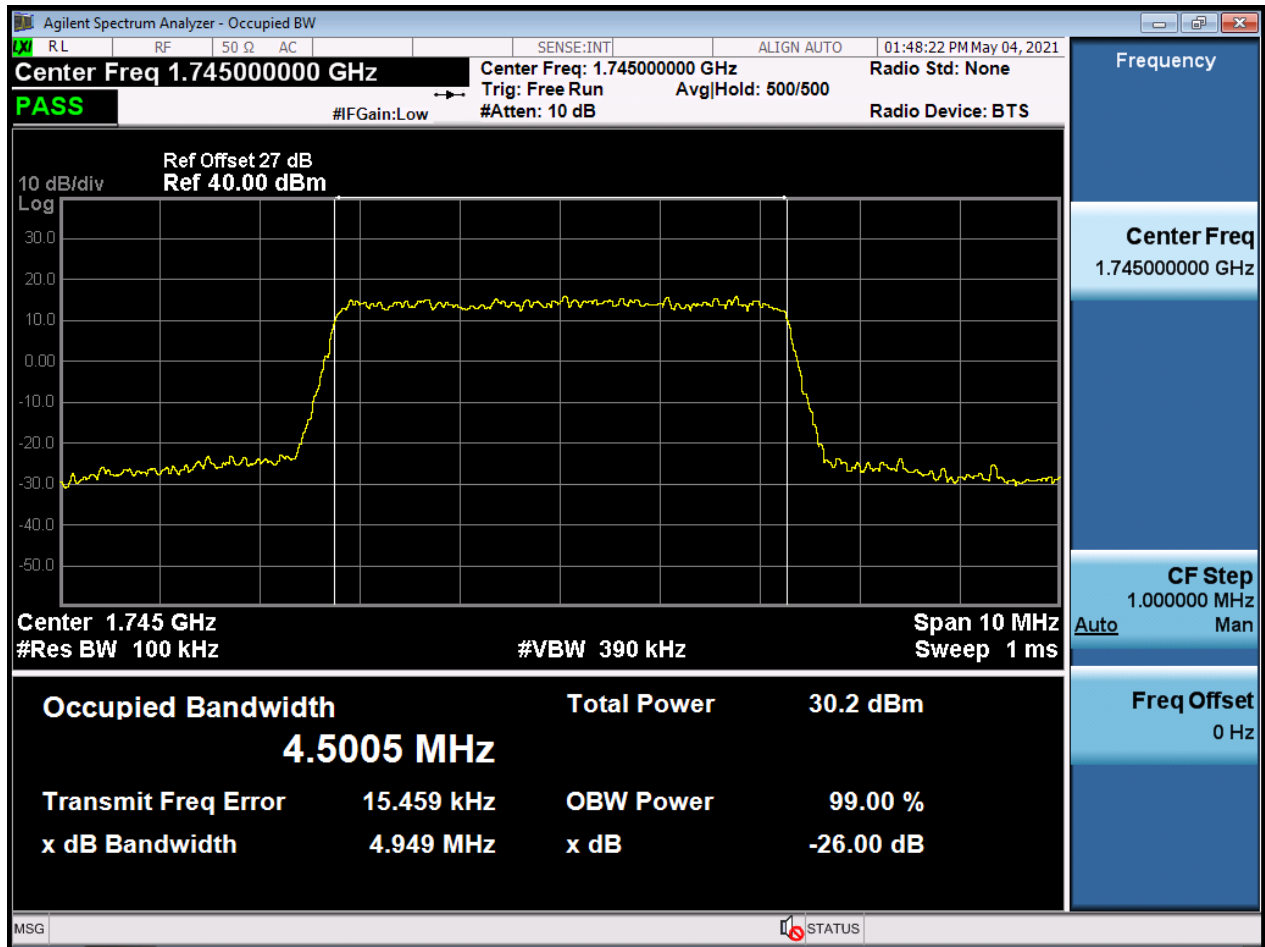 Agilent Spectrum Analyzer - Occupied BW
LXI RL RF 50 Ω AC SENSE:INT ALIGN AUTO 01:48:22 PM May 04, 2021
Center Freq 1.745000000 GHz
PASS
#IFGain:Low
Center Freq: 1.745000000 GHz
Trig: Free Run Avg|Hold: 500/500
#Atten: 10 dB
Radio Std: None
Radio Device: BTS
Ref Offset 27 dB
10 dB/div Ref 40.00 dBm
Log
30.0
20.0
10.0
0.00
-10.0
-20.0
-30.0
-40.0
-50.0
Center 1.745 GHz Span 10 MHz
#Res BW 100 kHz #VBW 390 kHz Sweep 1 ms
Occupied Bandwidth Total Power 30.2 dBm
4.5005 MHz
Transmit Freq Error 15.459 kHz OBW Power 99.00 %
x dB Bandwidth 4.949 MHz x dB -26.00 dB
Frequency
Center Freq
1.745000000 GHz
CF Step
1.000000 MHz
Auto Man
Freq Offset
0 Hz
MSG STATUS